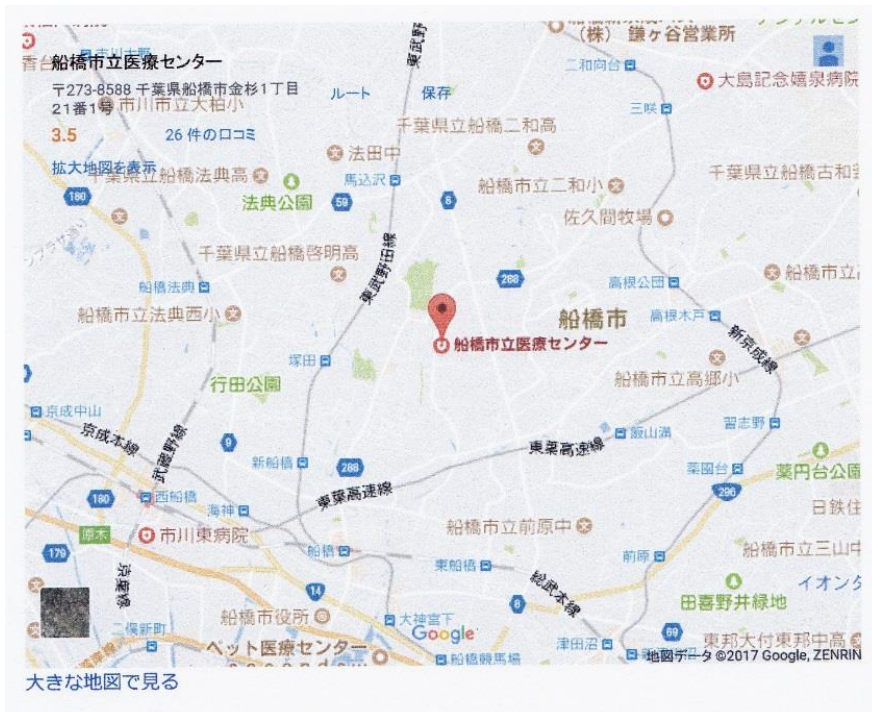 (株) 鎌ヶ谷営業所
船橋市立医療センター
〒273-8588 千葉県船橋市金杉1丁目
21番1号
3.5
26 件の口コミ
ルート
保存
拡大地図を表示
市川市立大柏小
東武野
二和向台
大島記念嬉泉病院
三咲
千葉県立船橋二和高
法田中
千葉県立船橋法典高
馬込沢
船橋市立二和小
千葉県立船橋古和
180
法典公園
59
8
佐久間牧場
千葉県立船橋啓明高
東武野田線
288
高根公団
船橋市立
船橋法典
船橋市立法典西小
船橋市
高根木戸
船橋市立医療センター
新京成線
塚田
行田公園
船橋市立高郷小
京成中山
京成本線
武蔵野線
9
飯山満
習志野
東葉高速線
新船橋
288
薬園台
薬円台公園
296
東葉高速線
180
西船橋
海神
日鉄住
原木
市川東病院
船橋市立前原中
179
船橋
東船橋
前原
船橋市立三山中
京葉線
14
総武本線
8
田喜野井緑地
イオンタ
船橋市役所
大神宮下
Google
69
二俣新町
ペット医療センター
津田沼
東邦大付東邦中高
船橋競馬場
地図データ ©2017 Google, ZENRIN
大きな地図で見る